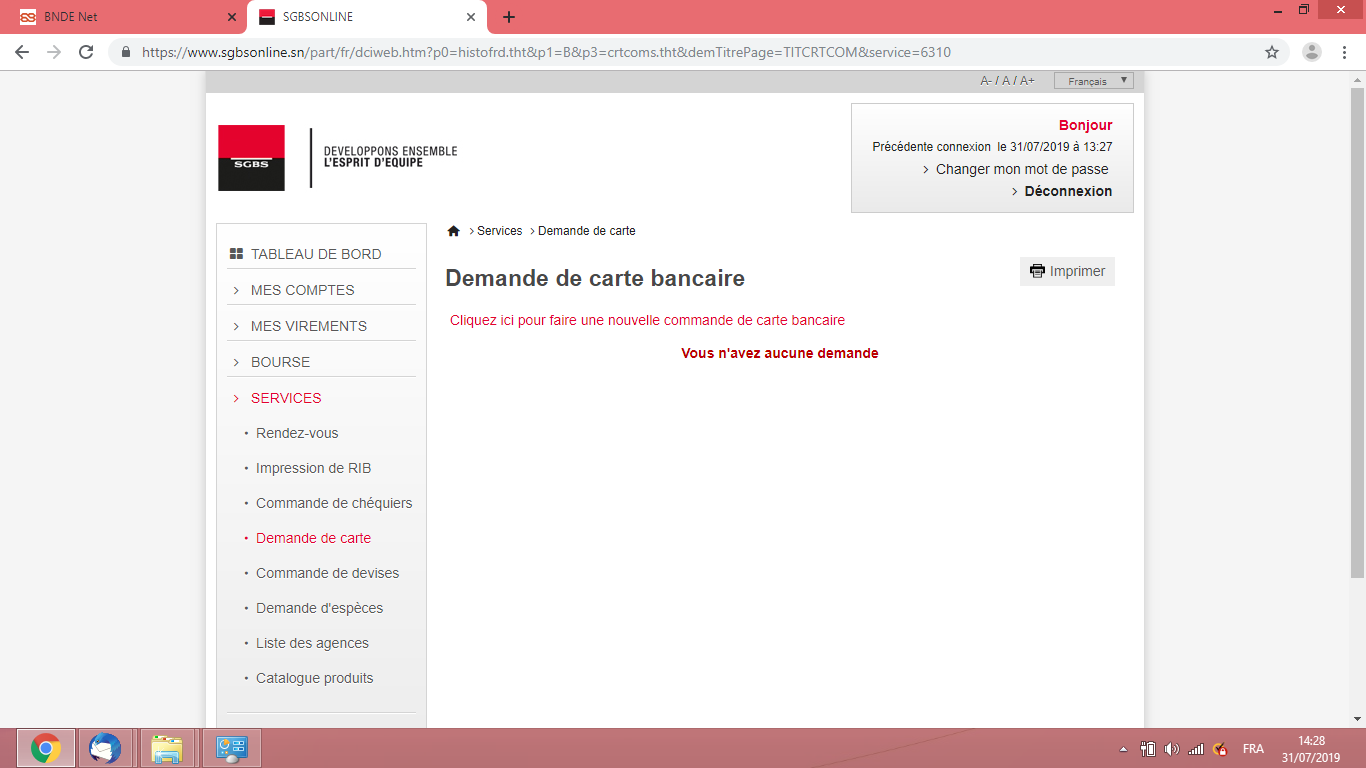 BNDE Net
SGBSONLINE
https://www.sgbsonline.sn/part/fr/dciweb.htm?p0=histofrd.tht&p1=B&p3=crtcoms.tht&demTitrePage=TITCRTCOM&service=6310
A- / A / A+
Français
SGBS
DEVELOPPONS ENSEMBLE
L'ESPRIT D'EQUIPE
Bonjour
Précédente connexion le 31/07/2019 à 13:27
Changer mon mot de passe
Déconnexion
TABLEAU DE BORD
MES COMPTES
MES VIREMENTS
BOURSE
SERVICES
Rendez-vous
Impression de RIB
Commande de chéquiers
Demande de carte
Commande de devises
Demande d'espèces
Liste des agences
Catalogue produits
> Services > Demande de carte
Demande de carte bancaire
Imprimer
Cliquez ici pour faire une nouvelle commande de carte bancaire
Vous n'avez aucune demande
FRA
14:28
31/07/2019